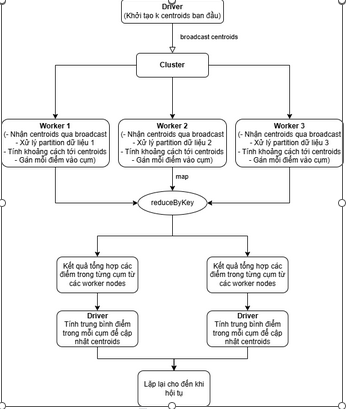 Driver
(Khởi tạo k centroids ban đầu)
broadcast centroids
Cluster
Worker 1
(- Nhận centroids qua broadcast
- Xử lý partition dữ liệu 1
- Tính khoảng cách tới centroids
- Gán mỗi điểm vào cụm)
Worker 2
(- Nhận centroids qua broadcast
- Xử lý partition dữ liệu 2
- Tính khoảng cách tới centroids
- Gán mỗi điểm vào cụm)
Worker 3
(- Nhận centroids qua broadcast
- Xử lý partition dữ liệu 3
- Tính khoảng cách tới centroids
- Gán mỗi điểm vào cụm)
map
reduceByKey
Kết quả tổng hợp các
điểm trong từng cụm từ
các worker nodes
Kết quả tổng hợp các
điểm trong từng cụm từ
các worker nodes
Driver
Tính trung bình điểm
trong mỗi cụm để cập
nhật centroids
Driver
Tính trung bình điểm
trong mỗi cụm để cập
nhật centroids
Lặp lại cho đến khi
hội tụ